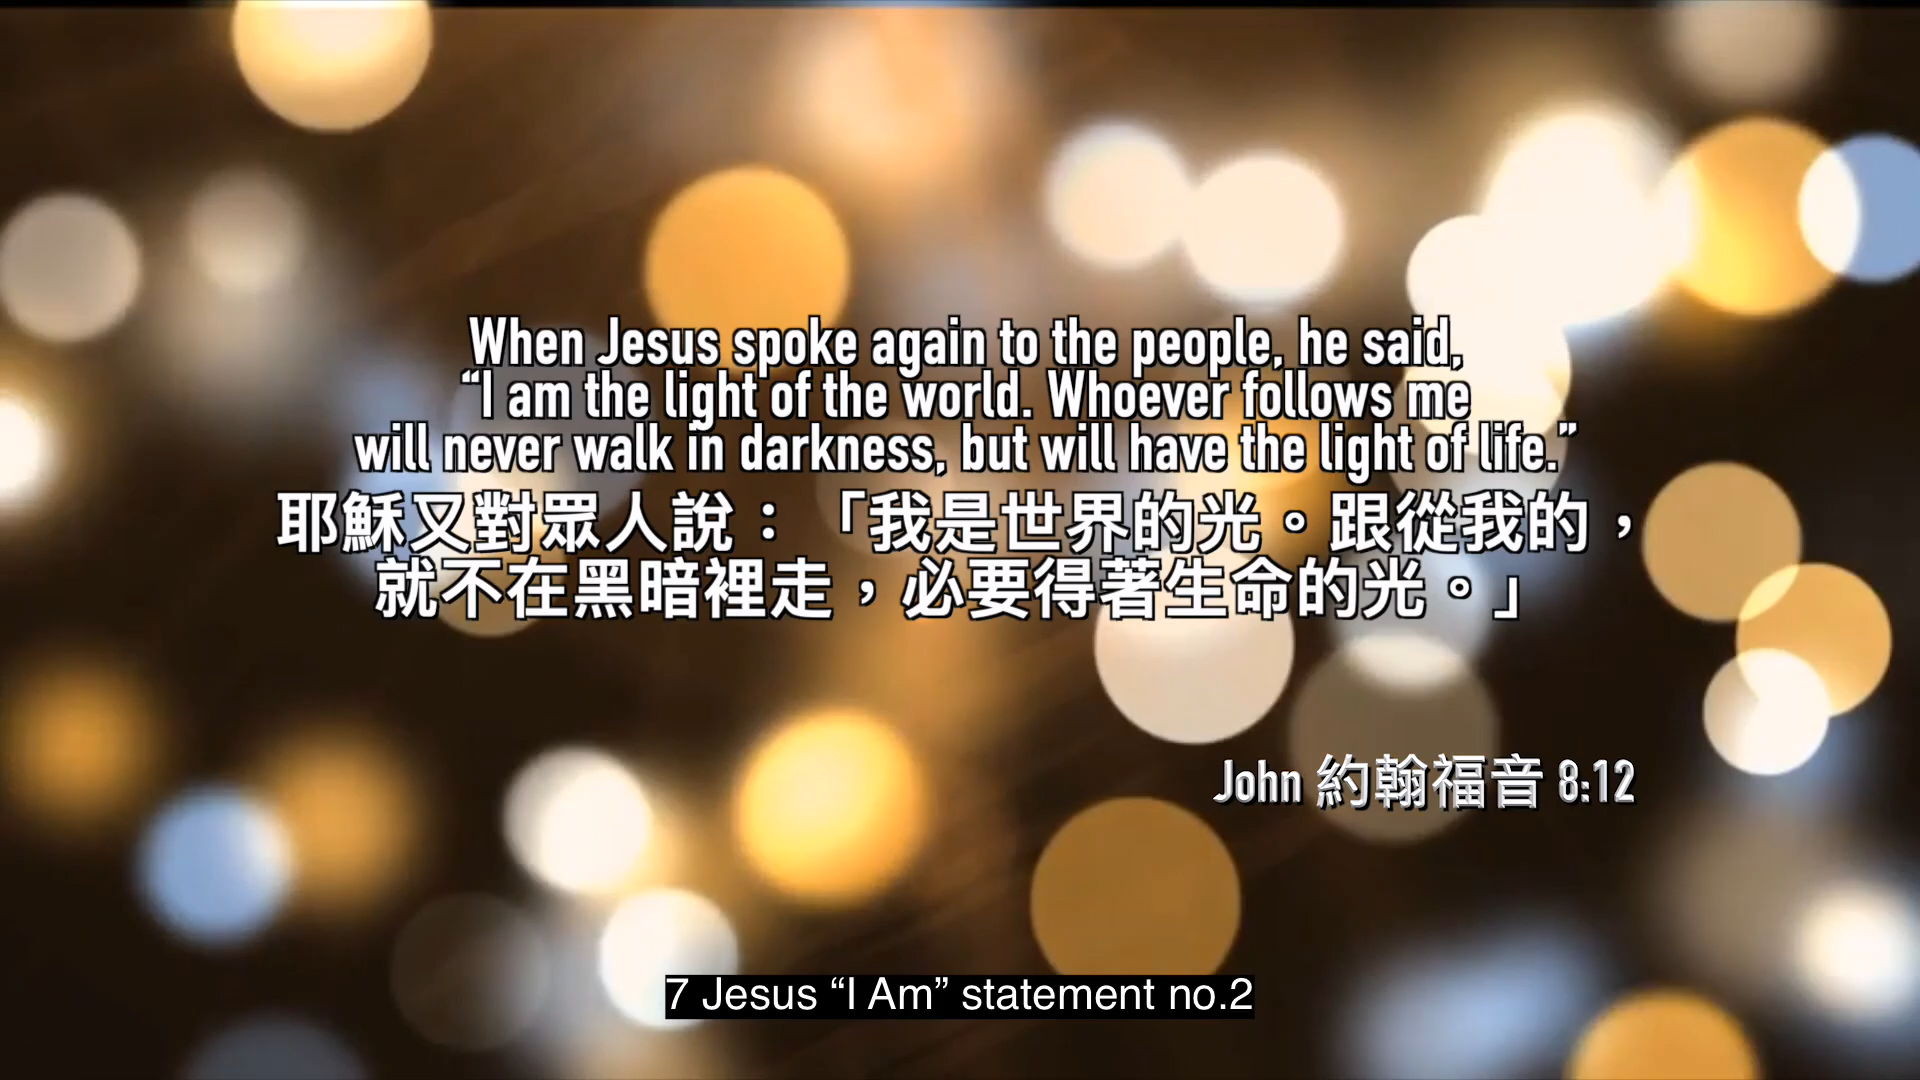 When Jesus spoke again to the people, he said,
“I am the light of the world. Whoever follows me
will never walk in darkness, but will have the light of life.”
耶穌又對眾人說：「我是世界的光。跟從我的，
就不在黑暗裡走，必要得著生命的光。」
John 約翰福音 8:12
7 Jesus “I Am” statement no.2